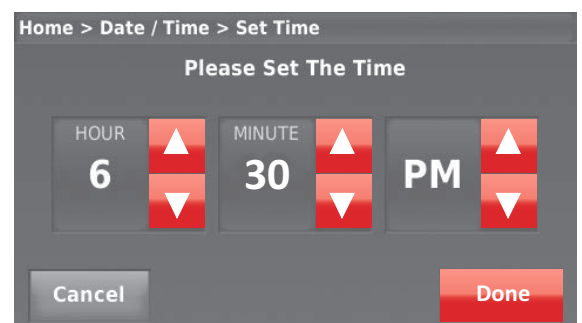 Home > Date / Time > Set Time
Please Set The Time
HOUR
MINUTE
6
30
PM
Cancel
Done